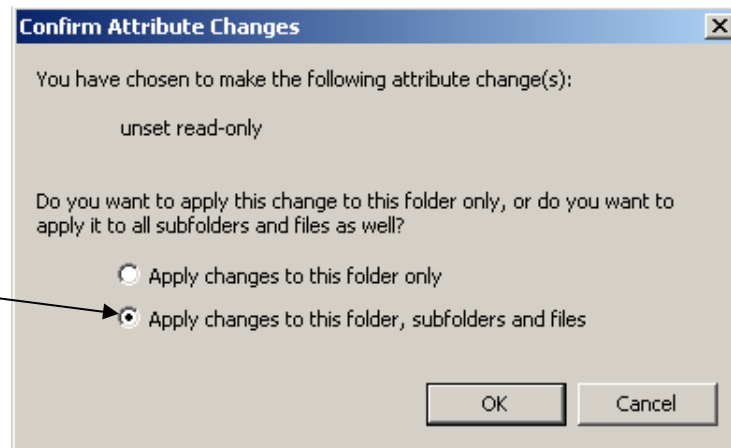 Confirm Attribute Changes
You have chosen to make the following attribute change(s):
unset read-only
Do you want to apply this change to this folder only, or do you want to
apply it to all subfolders and files as well?
Apply changes to this folder only
Apply changes to this folder, subfolders and files
OK Cancel